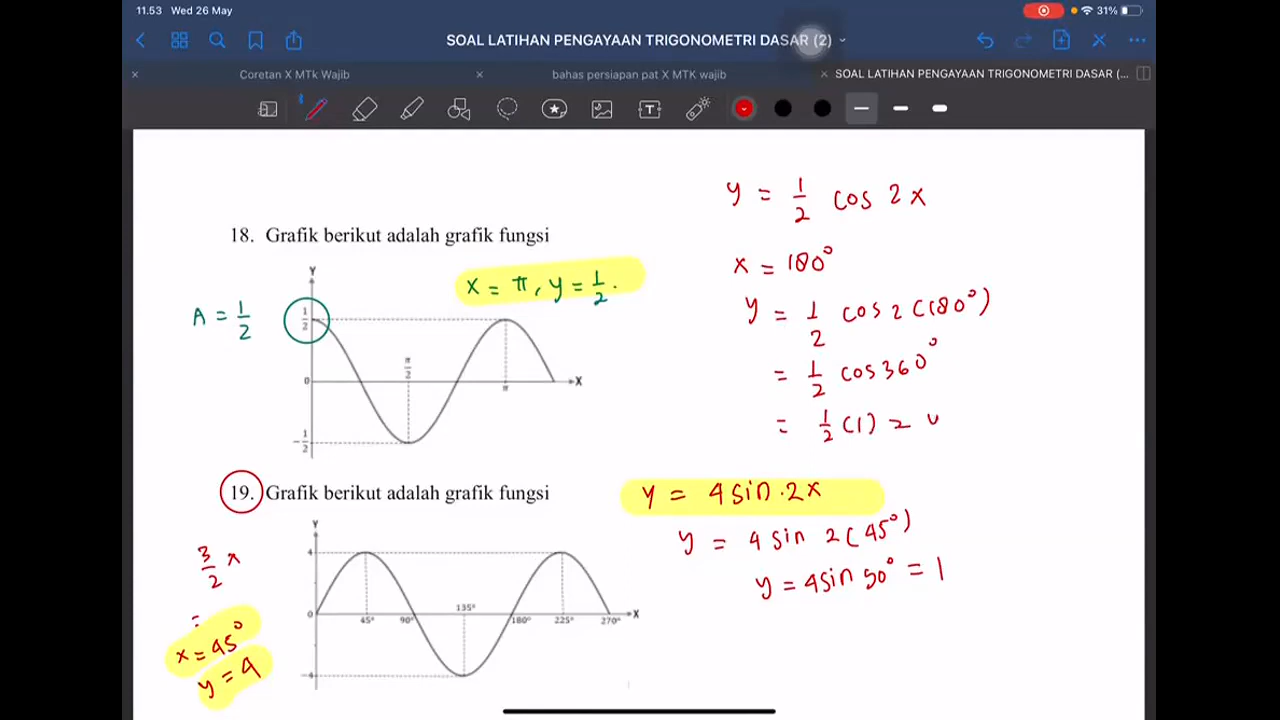 11.53 Wed 26 May
31%
SOAL LATIHAN PENGAYAAN TRIGONOMETRI DASAR (2)
Coretan X MTk Wajib
bahas persiapan pat X MTK wajib
SOAL LATIHAN PENGAYAAN TRIGONOMETRI DASAR (...
y = 1/2 cos 2x
18. Grafik berikut adalah grafik fungsi
x = 180°
x = π, y = 1/2.
A = 1/2
Y
1/2
π/2
0
X
π
-1/2
y = 1/2 cos 2(180°)
= 1/2 cos 360°
= 1/2 (1) =
19. Grafik berikut adalah grafik fungsi
y = 4 sin · 2x
y = 4 sin 2(45°)
y = 4 sin 90° = 1
3/2 x
=
x = 45°
y = 4
Y
4
135°
0
45°
90°
180°
225°
270°
X
-4